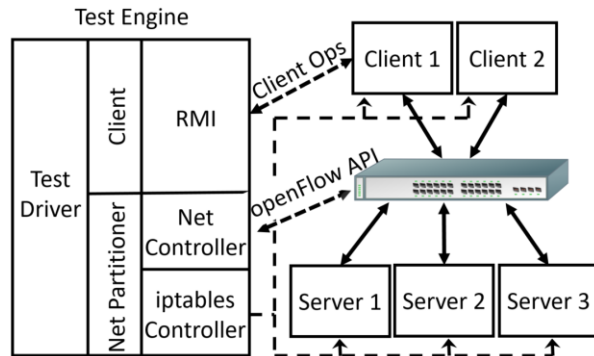 Test Engine
Test
Driver
Client
RMI
Net Partitioner
Net
Controller
iptables
Controller
Client Ops
openFlow API
Client 1
Client 2
Server 1
Server 2
Server 3